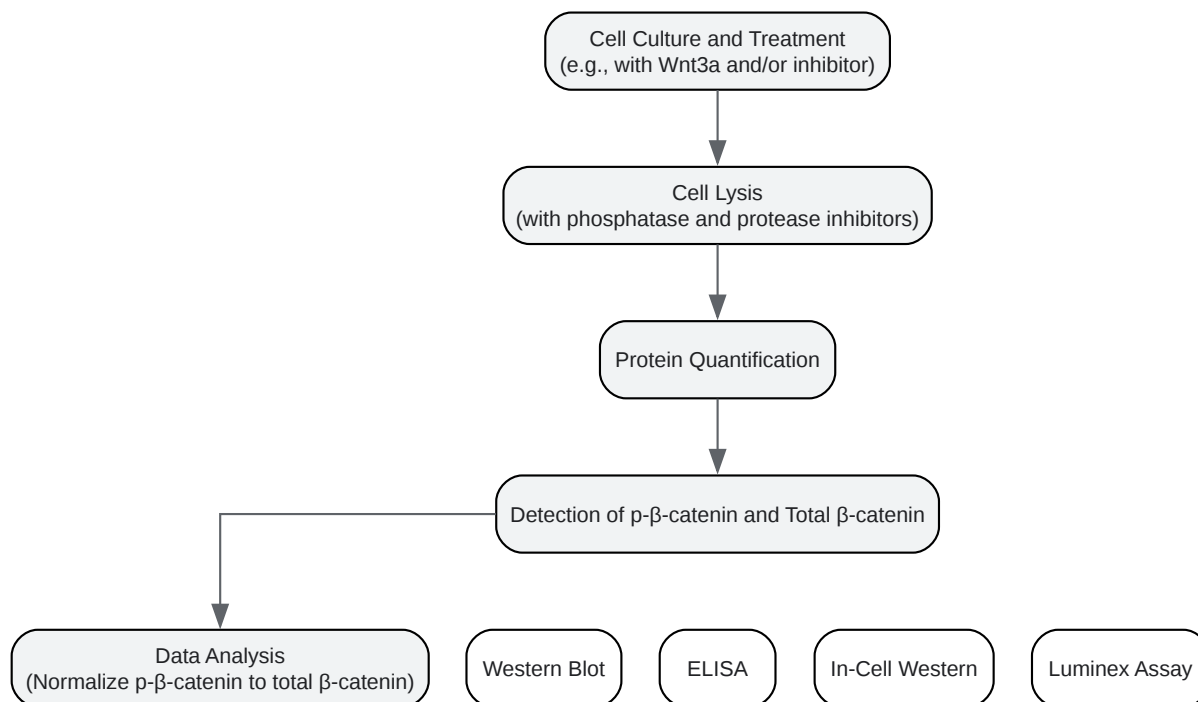 Cell Culture and Treatment
(e.g., with Wnt3a and/or inhibitor)
Cell Lysis
(with phosphatase and protease inhibitors)
Protein Quantification
Detection of p-β-catenin and Total β-catenin
Data Analysis
(Normalize p-β-catenin to total β-catenin)
Western Blot
ELISA
In-Cell Western
Luminex Assay